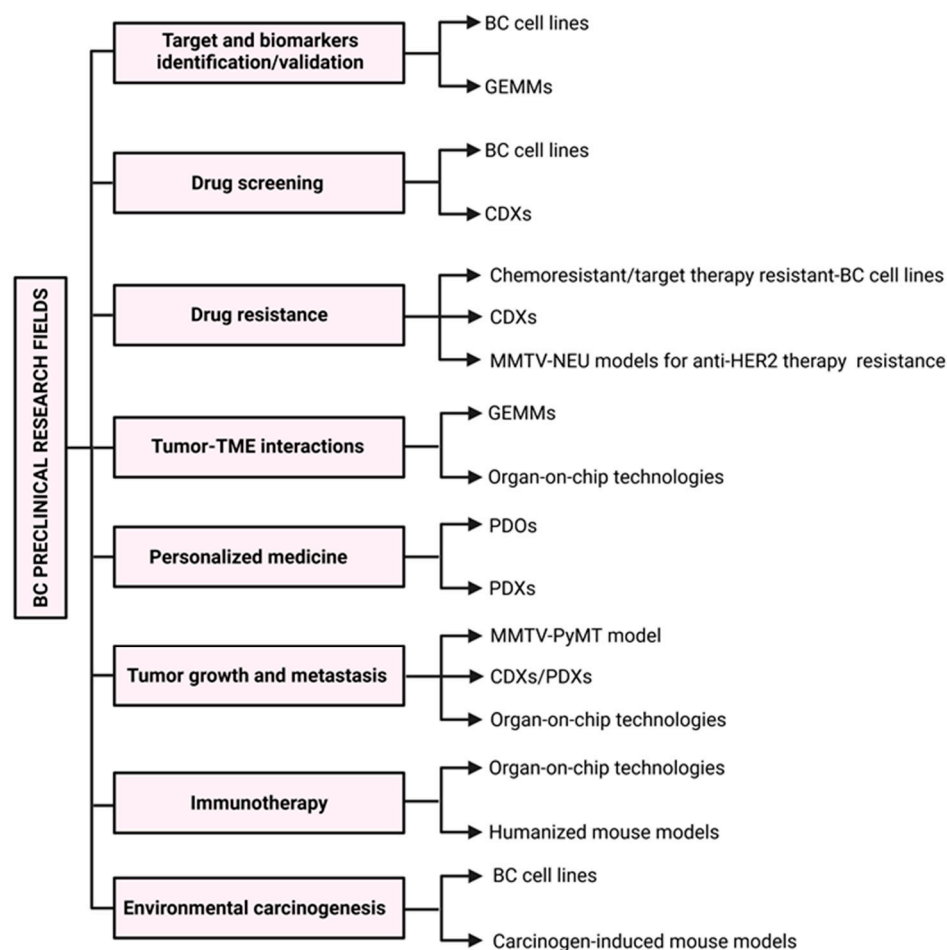 BC PRECLINICAL RESEARCH FIELDS
Target and biomarkers
identification/validation
BC cell lines
GEMMs
Drug screening
BC cell lines
CDXs
Drug resistance
Chemoresistant/target therapy resistant-BC cell lines
CDXs
MMTV-NEU models for anti-HER2 therapy resistance
Tumor-TME interactions
GEMMs
Organ-on-chip technologies
Personalized medicine
PDOs
PDXs
Tumor growth and metastasis
MMTV-PyMT model
CDXs/PDXs
Organ-on-chip technologies
Immunotherapy
Organ-on-chip technologies
Humanized mouse models
Environmental carcinogenesis
BC cell lines
Carcinogen-induced mouse models